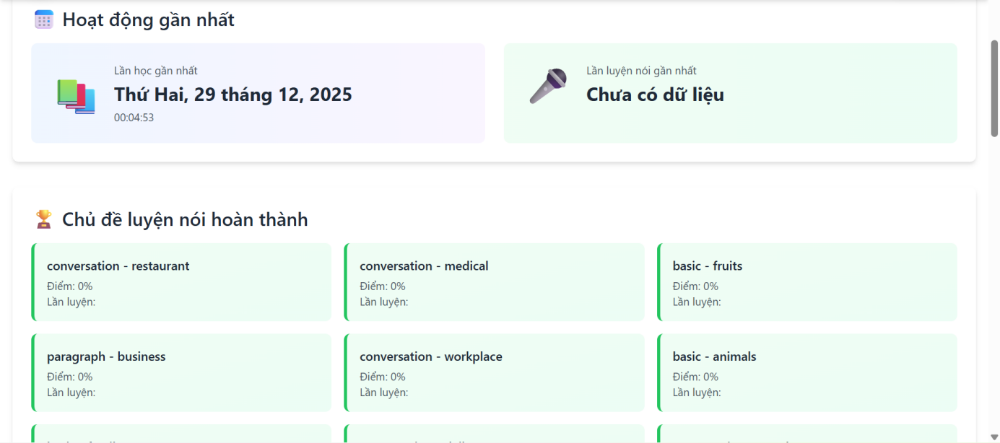 Hoạt động gần nhất
Lần học gần nhất
Thứ Hai, 29 tháng 12, 2025
00:04:53
Lần luyện nói gần nhất
Chưa có dữ liệu
Chủ đề luyện nói hoàn thành
conversation - restaurant
Điểm: 0%
Lần luyện:
conversation - medical
Điểm: 0%
Lần luyện:
basic - fruits
Điểm: 0%
Lần luyện:
paragraph - business
Điểm: 0%
Lần luyện:
conversation - workplace
Điểm: 0%
Lần luyện:
basic - animals
Điểm: 0%
Lần luyện: